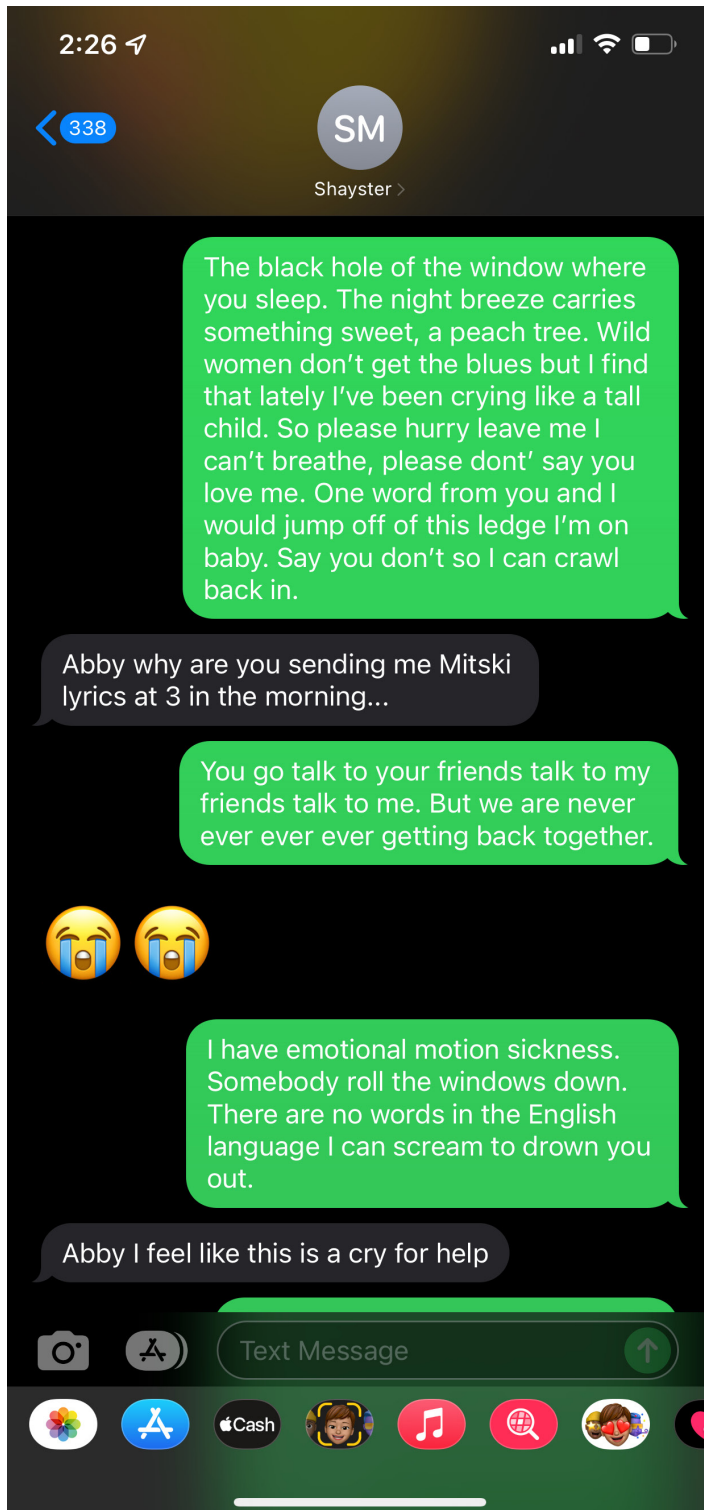 2:26
338
SM
Shayster
The black hole of the window where
you sleep. The night breeze carries
something sweet, a peach tree. Wild
women don't get the blues but I find
that lately I've been crying like a tall
child. So please hurry leave me I
can't breathe, please dont' say you
love me. One word from you and I
would jump off of this ledge I'm on
baby. Say you don't so I can crawl
back in.
Abby why are you sending me Mitski
lyrics at 3 in the morning...
You go talk to your friends talk to my
friends talk to me. But we are never
ever ever ever getting back together.
I have emotional motion sickness.
Somebody roll the windows down.
There are no words in the English
language I can scream to drown you
out.
Abby I feel like this is a cry for help
Text Message
Cash